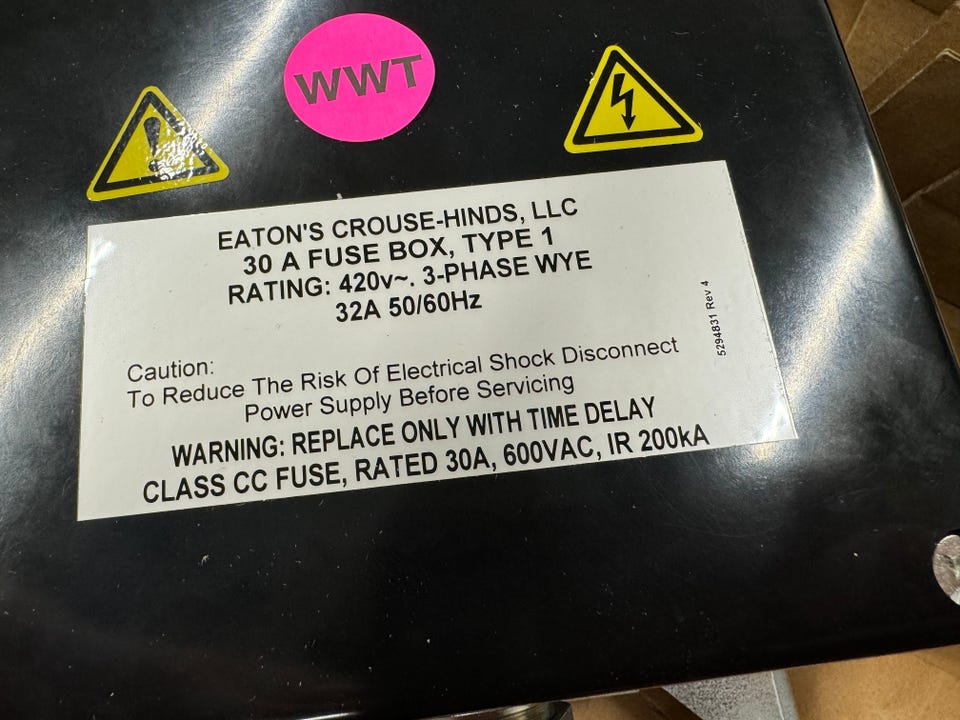 WWT
EATON'S CROUSE-HINDS, LLC
30 A FUSE BOX, TYPE 1
RATING: 420v~. 3-PHASE WYE
32A 50/60Hz
5294831 Rev 4
Caution:
To Reduce The Risk Of Electrical Shock Disconnect
Power Supply Before Servicing
WARNING: REPLACE ONLY WITH TIME DELAY
CLASS CC FUSE, RATED 30A, 600VAC, IR 200kA